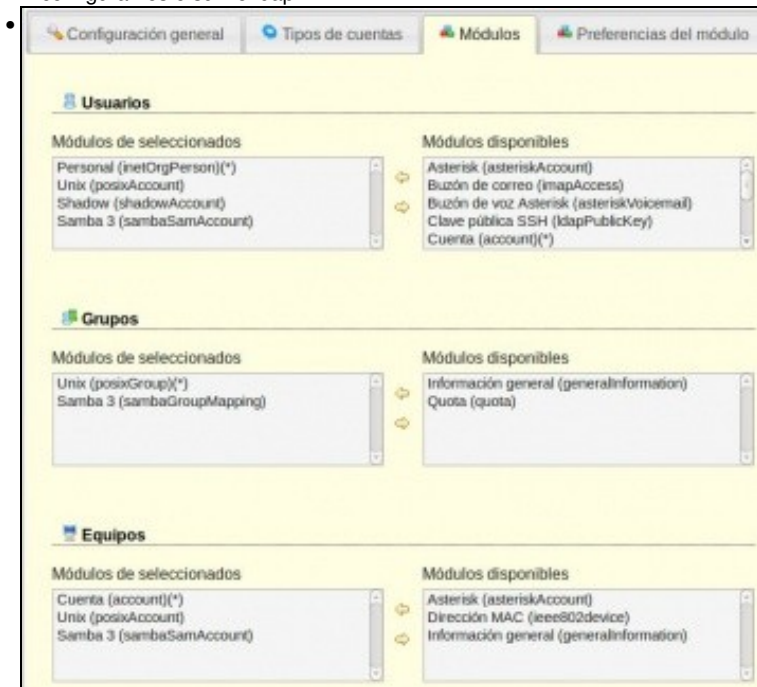 Configuración general Tipos de cuentas Módulos Preferencias del módulo
Usuarios
Módulos de seleccionados Módulos disponibles
Personal (inetOrgPerson)(*) Asterisk (asteriskAccount)
Unix (posixAccount) Buzón de correo (imapAccess)
Shadow (shadowAccount) Buzón de voz Asterisk (asteriskVoicemail)
Samba 3 (sambaSamAccount) Clave pública SSH (ldapPublicKey)
Cuenta (account)(*)
Grupos
Módulos de seleccionados Módulos disponibles
Unix (posixGroup)(*) Información general (generalInformation)
Samba 3 (sambaGroupMapping) Quota (quota)
Equipos
Módulos de seleccionados Módulos disponibles
Cuenta (account)(*) Asterisk (asteriskAccount)
Unix (posixAccount) Dirección MAC (ieee802device)
Samba 3 (sambaSamAccount) Información general (generalInformation)